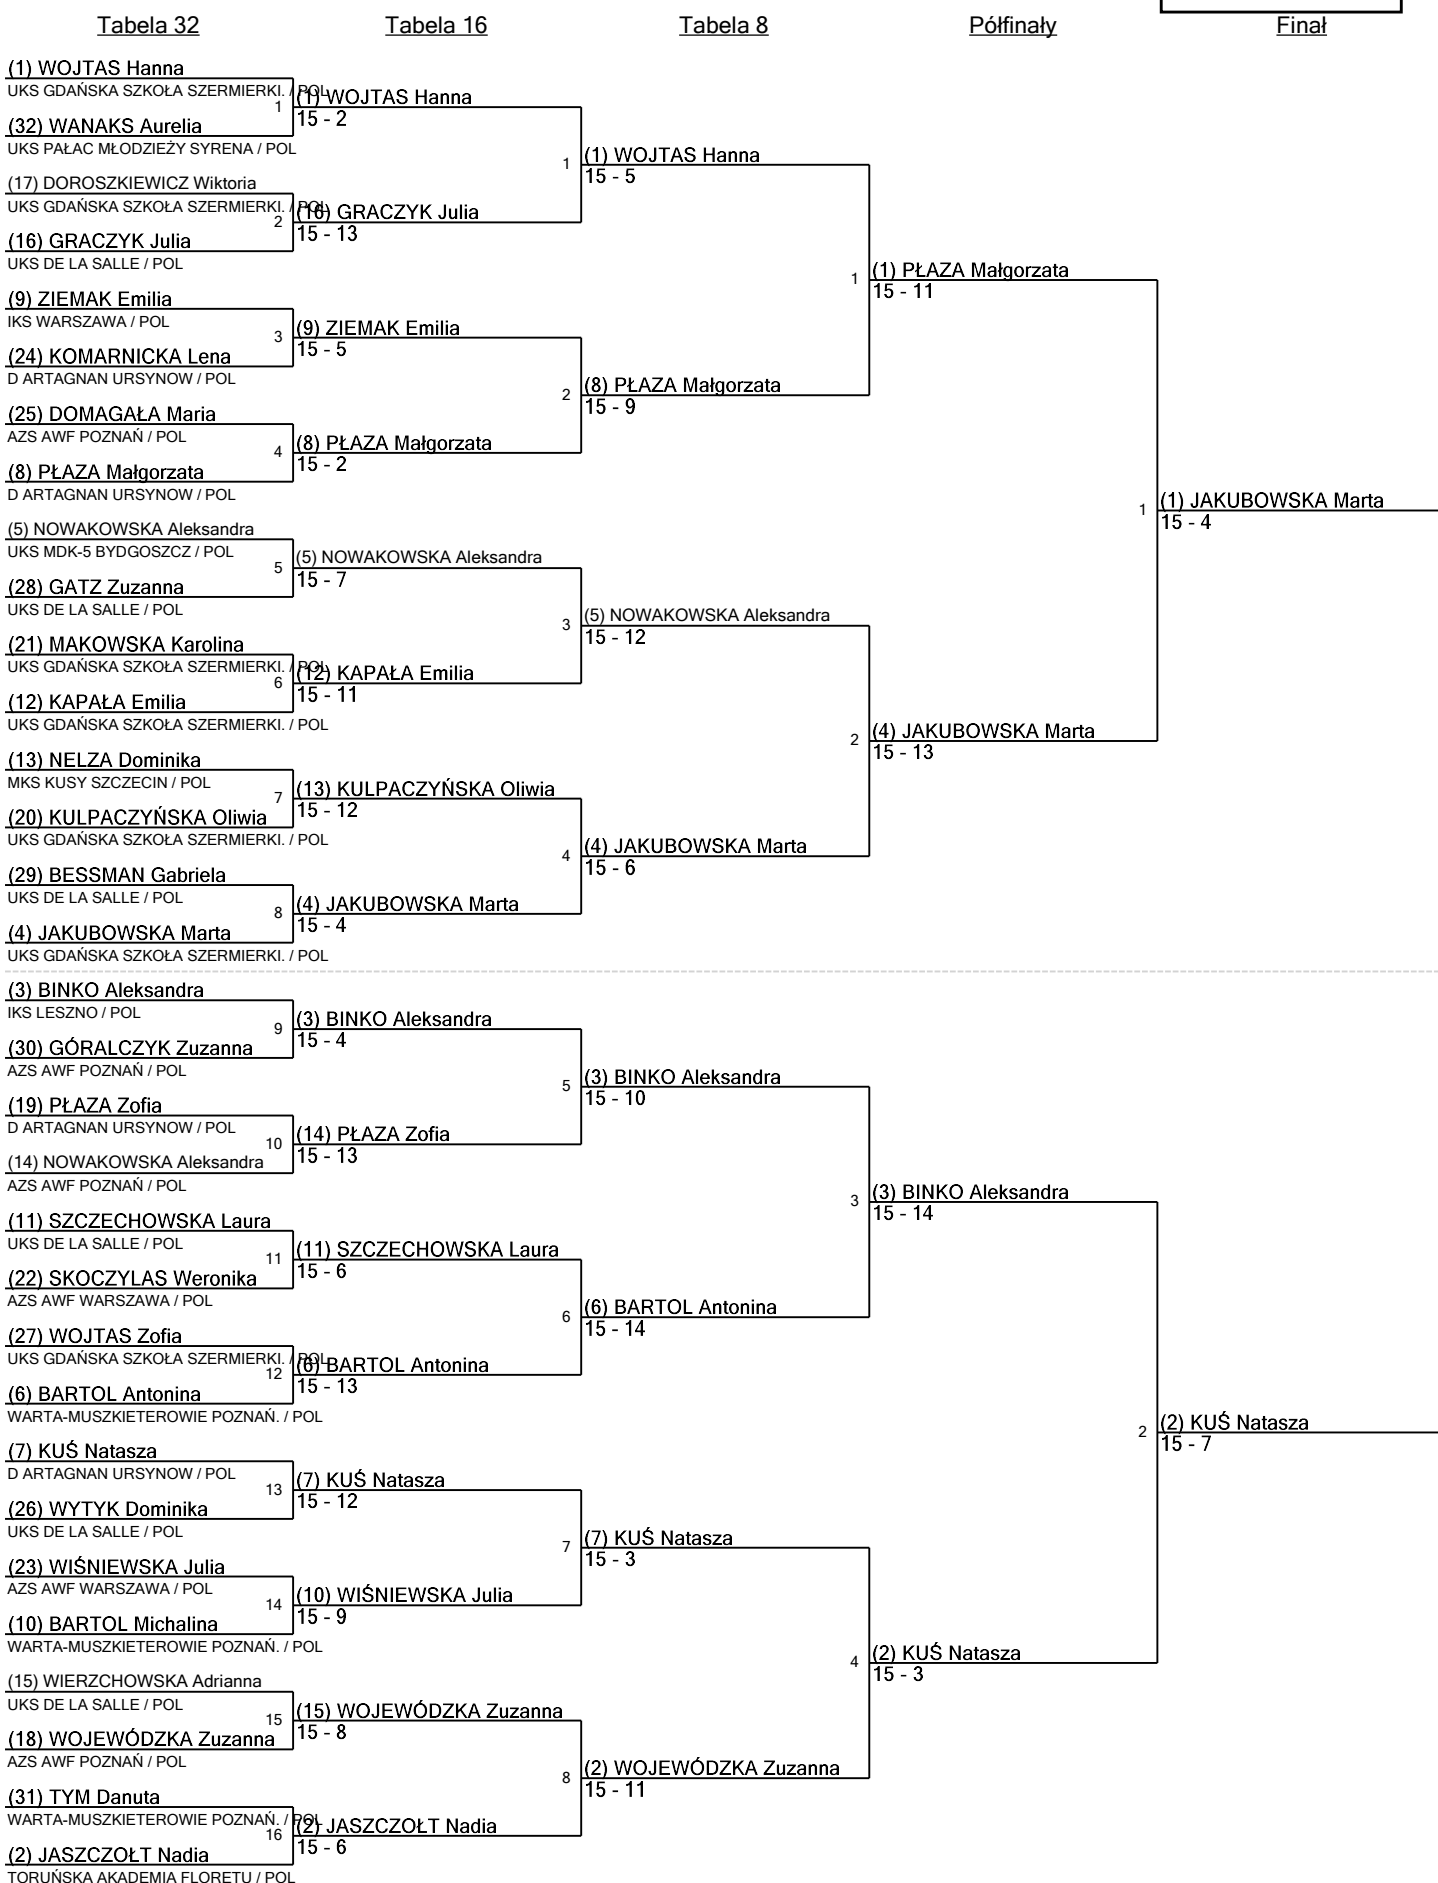 Tabela 32
Tabela 16
Tabela 8
Półfinały
Finał
(1) WOJTAS Hanna
UKS GDAŃSKA SZKOŁA SZERMIERKI. / POL
1
(32) WANAKS Aurelia
UKS PAŁAC MŁODZIEŻY SYRENA / POL
(17) DOROSZKIEWICZ Wiktoria
UKS GDAŃSKA SZKOŁA SZERMIERKI. / POL
2
(16) GRACZYK Julia
UKS DE LA SALLE / POL
(9) ZIEMAK Emilia
IKS WARSZAWA / POL
3
(24) KOMARNICKA Lena
D ARTAGNAN URSYNOW / POL
(25) DOMAGAŁA Maria
AZS AWF POZNAŃ / POL
4
(8) PŁAZA Małgorzata
D ARTAGNAN URSYNOW / POL
(5) NOWAKOWSKA Aleksandra
UKS MDK-5 BYDGOSZCZ / POL
5
(28) GATZ Zuzanna
UKS DE LA SALLE / POL
(21) MAKOWSKA Karolina
UKS GDAŃSKA SZKOŁA SZERMIERKI. / POL
6
(12) KAPAŁA Emilia
UKS GDAŃSKA SZKOŁA SZERMIERKI. / POL
(13) NELZA Dominika
MKS KUSY SZCZECIN / POL
7
(20) KULPACZYŃSKA Oliwia
UKS GDAŃSKA SZKOŁA SZERMIERKI. / POL
(29) BESSMAN Gabriela
UKS DE LA SALLE / POL
8
(4) JAKUBOWSKA Marta
UKS GDAŃSKA SZKOŁA SZERMIERKI. / POL
(3) BINKO Aleksandra
IKS LESZNO / POL
9
(30) GÓRALCZYK Zuzanna
AZS AWF POZNAŃ / POL
(19) PŁAZA Zofia
D ARTAGNAN URSYNOW / POL
10
(14) NOWAKOWSKA Aleksandra
AZS AWF POZNAŃ / POL
(11) SZCZECHOWSKA Laura
UKS DE LA SALLE / POL
11
(22) SKOCZYLAS Weronika
AZS AWF WARSZAWA / POL
(27) WOJTAS Zofia
UKS GDAŃSKA SZKOŁA SZERMIERKI. / POL
12
(6) BARTOL Antonina
WARTA-MUSZKIETEROWIE POZNAŃ. / POL
(7) KUŚ Natasza
D ARTAGNAN URSYNOW / POL
13
(26) WYTYK Dominika
UKS DE LA SALLE / POL
(23) WIŚNIEWSKA Julia
AZS AWF WARSZAWA / POL
14
(10) BARTOL Michalina
WARTA-MUSZKIETEROWIE POZNAŃ. / POL
(15) WIERZCHOWSKA Adrianna
UKS DE LA SALLE / POL
15
(18) WOJEWÓDZKA Zuzanna
AZS AWF POZNAŃ / POL
(31) TYM Danuta
WARTA-MUSZKIETEROWIE POZNAŃ. / POL
16
(2) JASZCZOŁT Nadia
TORUŃSKA AKADEMIA FLORETU / POL
(1) WOJTAS Hanna
15 - 2
1
(16) GRACZYK Julia
15 - 13
(9) ZIEMAK Emilia
15 - 5
2
(8) PŁAZA Małgorzata
15 - 2
(5) NOWAKOWSKA Aleksandra
15 - 7
3
(12) KAPAŁA Emilia
15 - 11
(13) KULPACZYŃSKA Oliwia
15 - 12
4
(4) JAKUBOWSKA Marta
15 - 4
(3) BINKO Aleksandra
15 - 4
5
(14) PŁAZA Zofia
15 - 13
(11) SZCZECHOWSKA Laura
15 - 6
6
(6) BARTOL Antonina
15 - 13
(7) KUŚ Natasza
15 - 12
7
(10) WIŚNIEWSKA Julia
15 - 9
(15) WOJEWÓDZKA Zuzanna
15 - 8
8
(2) JASZCZOŁT Nadia
15 - 6
(1) WOJTAS Hanna
15 - 5
1
(8) PŁAZA Małgorzata
15 - 9
(5) NOWAKOWSKA Aleksandra
15 - 12
2
(4) JAKUBOWSKA Marta
15 - 6
(3) BINKO Aleksandra
15 - 10
3
(6) BARTOL Antonina
15 - 14
(7) KUŚ Natasza
15 - 3
4
(2) WOJEWÓDZKA Zuzanna
15 - 11
(1) PŁAZA Małgorzata
15 - 11
1
(4) JAKUBOWSKA Marta
15 - 13
(3) BINKO Aleksandra
15 - 14
2
(2) KUŚ Natasza
15 - 3
(1) JAKUBOWSKA Marta
15 - 4
(2) KUŚ Natasza
15 - 7